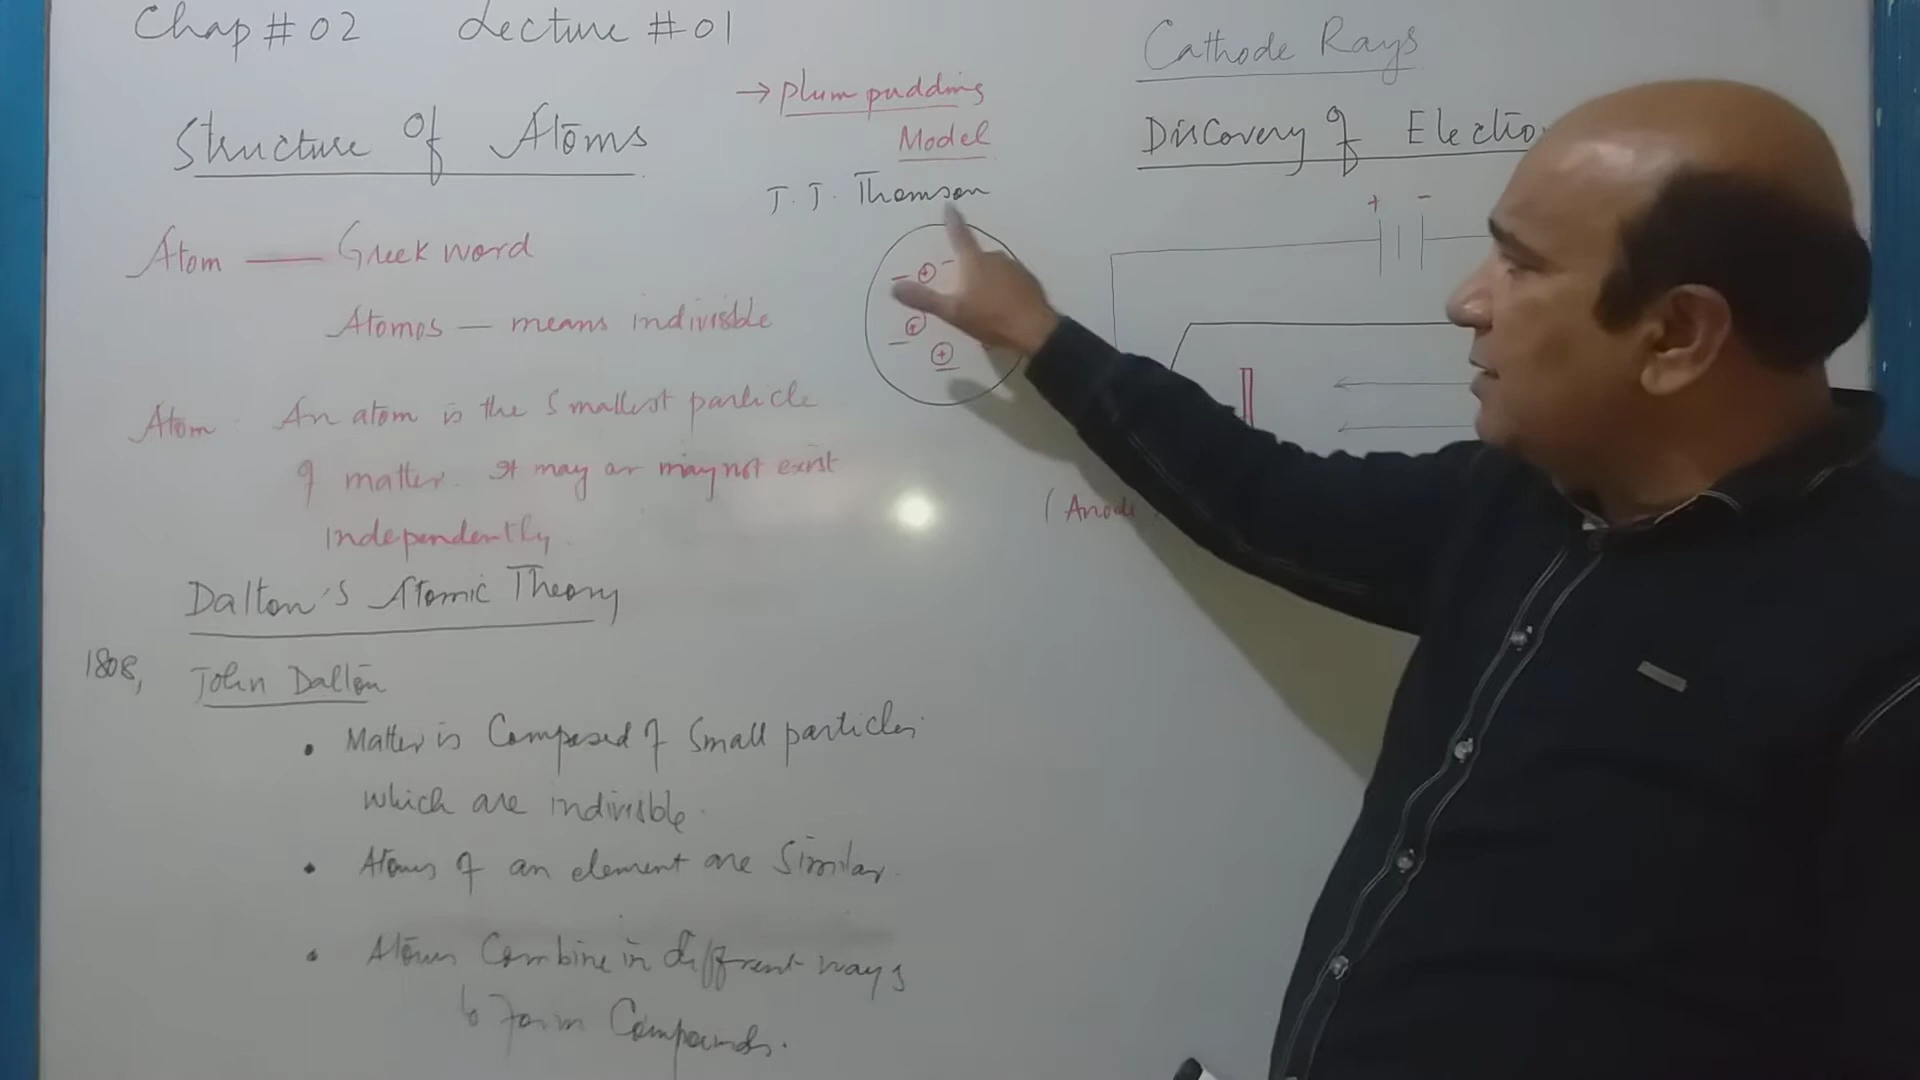 Chap # 02 Lecture # 01
Structure of Atoms
Atom — Greek word
Atomos — means indivisible
Atom: An atom is the smallest particle
of matter. It may or may not exist
independently.
Dalton's Atomic Theory
1808, John Dalton
• Matter is Composed of small particles
which are indivisible.
• Atoms of an element are Similar.
• Atoms Combine in different ways
to form Compounds.
→ plum pudding
Model
J. J. Thomson
− + −
+
−
+
−
Cathode Rays
Discovery of Electro
+ −
(Anode